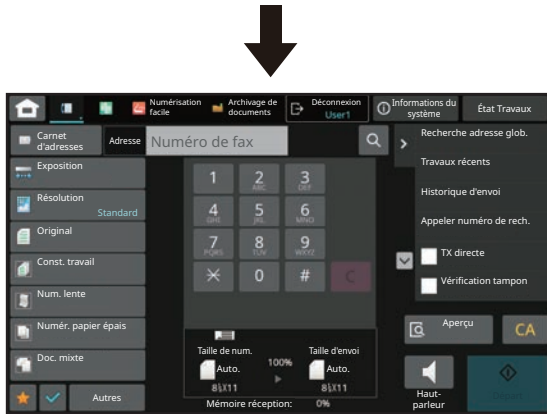 Numérisation facile
Archivage de documents
Déconnexion
User1
Informations du système
État Travaux
Carnet d'adresses
Adresse
Numéro de fax
Recherche adresse glob.
Exposition
Travaux récents
Résolution
Standard
Historique d'envoi
Original
Appeler numéro de rech.
Const. travail
TX directe
Num. lente
Vérification tampon
Numér. papier épais
Aperçu
CA
Doc. mixte
1
2
ABC
3
DEF
4
GHI
5
JKL
6
MNO
7
PQRS
8
TUV
9
WXYZ
0
#
C
Taille de num.
100%
Taille d'envoi
Auto.
Auto.
8½X11
8½X11
Mémoire réception: 0%
Autres
Haut-parleur